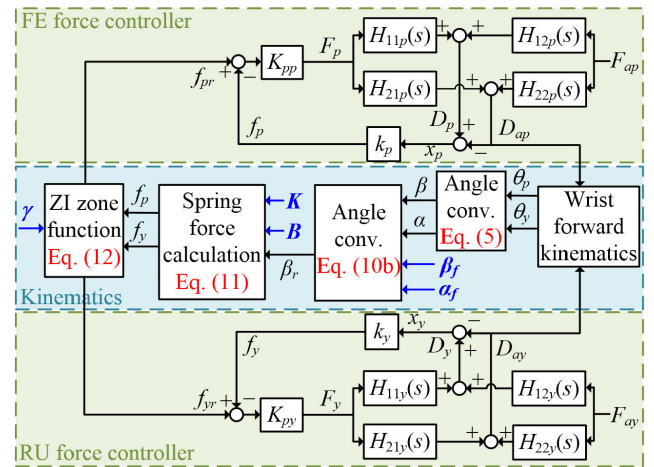 FE force controller
f_pr + −
K_pp
F_p
H_11p(s)
+ +
H_12p(s)
F_ap
H_21p(s)
+ +
H_22p(s)
f_p
k_p
D_p
x_p
+ −
D_ap
γ
ZI zone function Eq. (12)
f_p
f_y
Spring force calculation Eq. (11)
K
B
β_r
Angle conv. Eq. (10b)
β
α
β_f
α_f
Angle conv. Eq. (5)
θ_p
θ_y
Wrist forward kinematics
Kinematics
f_y
k_y
x_y
− +
D_y
D_ay
f_yr + −
K_py
F_y
H_11y(s)
+ +
H_12y(s)
F_ay
H_21y(s)
+ +
H_22y(s)
RU force controller